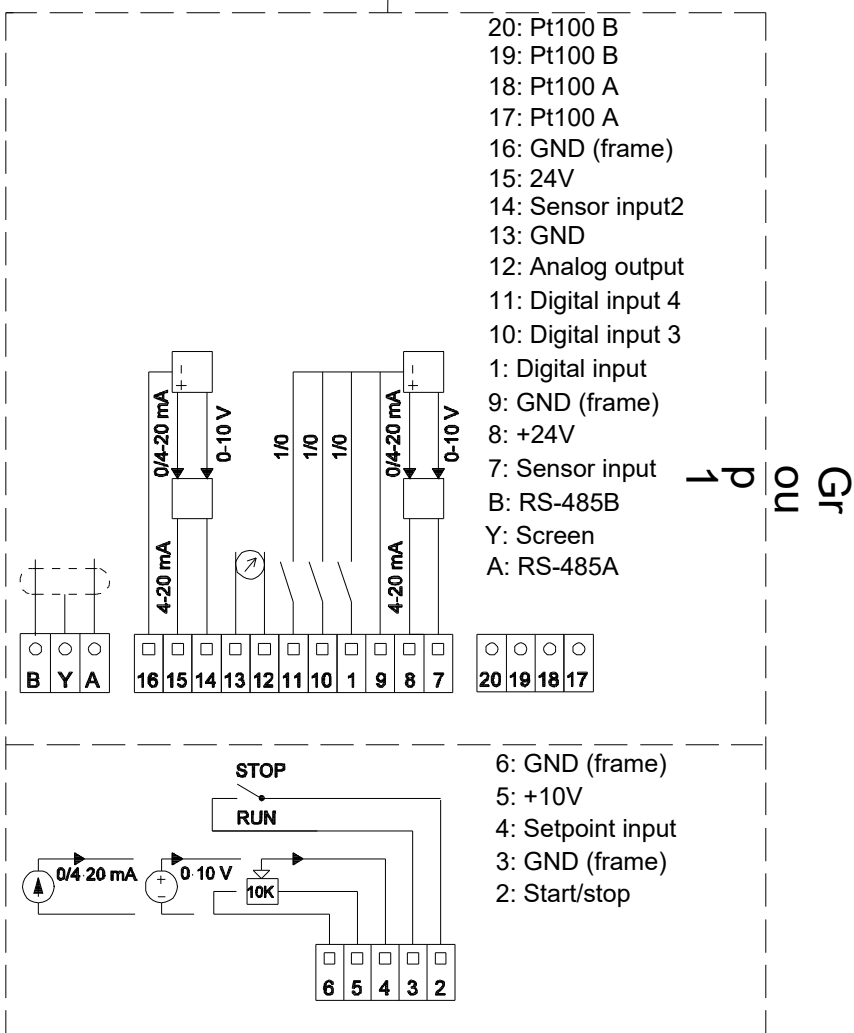 20: Pt100 B
19: Pt100 B
18: Pt100 A
17: Pt100 A
16: GND (frame)
15: 24V
14: Sensor input2
13: GND
12: Analog output
11: Digital input 4
10: Digital input 3
1: Digital input
9: GND (frame)
8: +24V
7: Sensor input
B: RS-485B
Y: Screen
A: RS-485A
Gr
ou
p
1
- +
0/4-20 mA
0-10 V
1/0
1/0
1/0
- +
0/4-20 mA
0-10 V
4-20 mA
4-20 mA
B Y A
16 15 14 13 12 11 10 1 9 8 7
20 19 18 17
6: GND (frame)
5: +10V
4: Setpoint input
3: GND (frame)
2: Start/stop
STOP
RUN
0/4-20 mA
+ -
0-10 V
10K
6 5 4 3 2